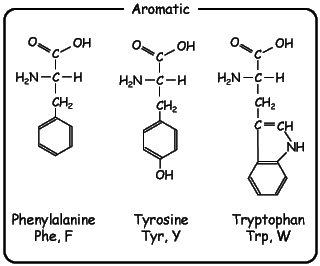 Aromatic
O OH
H₂N C C H
CH₂
Phenylalanine
Phe, F
O OH
H₂N C C H
CH₂
OH
Tyrosine
Tyr, Y
O OH
H₂N C C H
CH₂
C CH
NH
Tryptophan
Trp, W